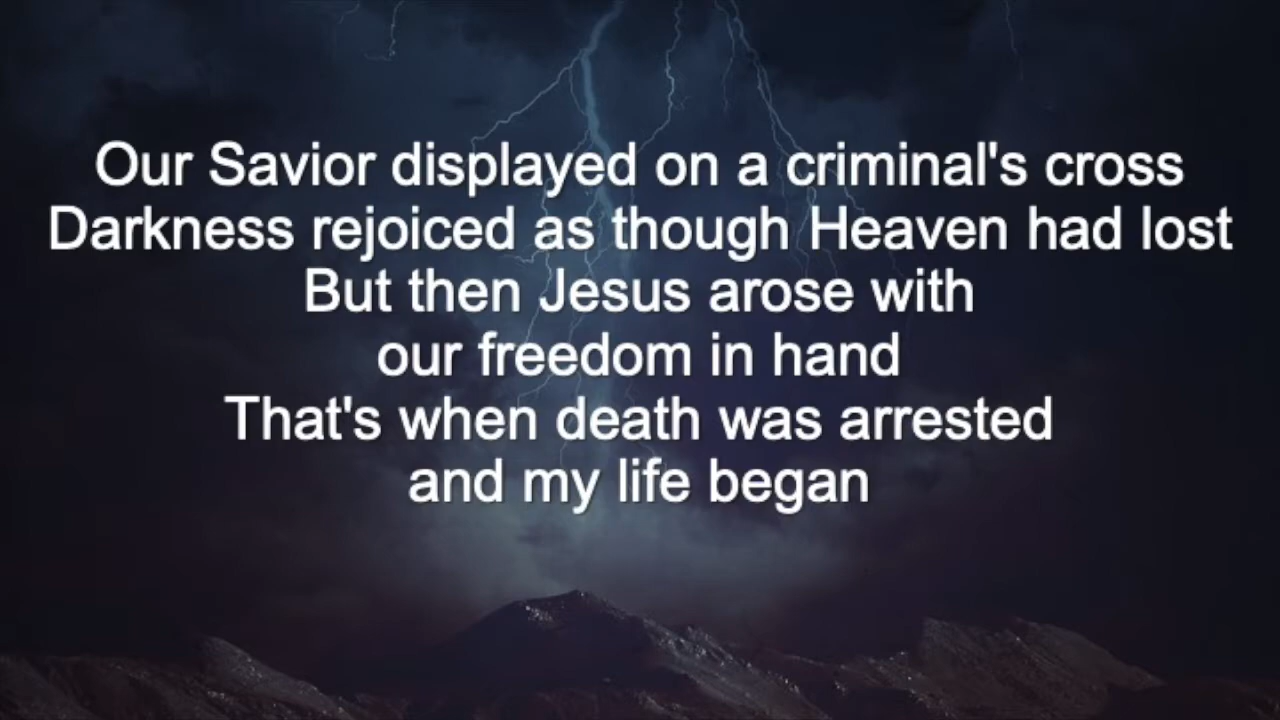 Our Savior displayed on a criminal's cross
Darkness rejoiced as though Heaven had lost
But then Jesus arose with
our freedom in hand
That's when death was arrested
and my life began